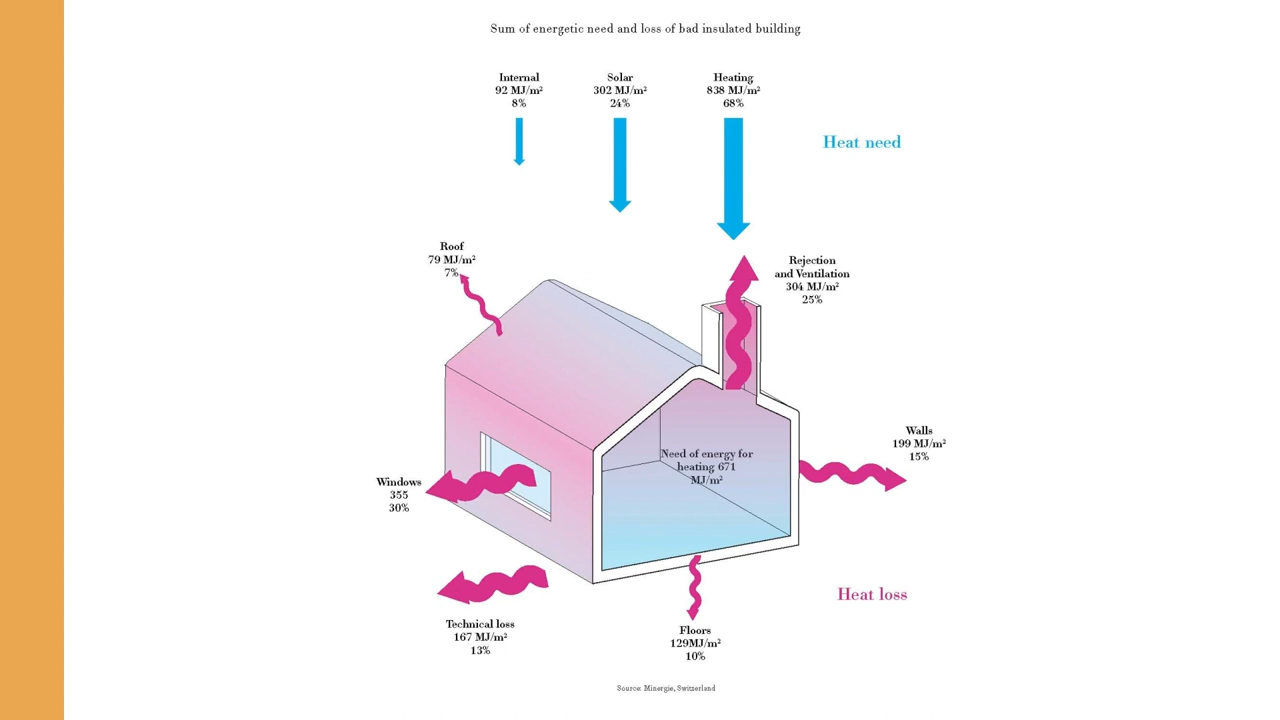 Sum of energetic need and loss of bad insulated building
Internal
92 MJ/m²
8%
Solar
302 MJ/m²
24%
Heating
838 MJ/m²
68%
Heat need
Roof
79 MJ/m²
7%
Rejection
and Ventilation
304 MJ/m²
25%
Walls
199 MJ/m²
15%
Need of energy for
heating 671
MJ/m²
Windows
355
30%
Heat loss
Technical loss
167 MJ/m²
13%
Floors
129MJ/m²
10%
Source: Minergie, Switzerland